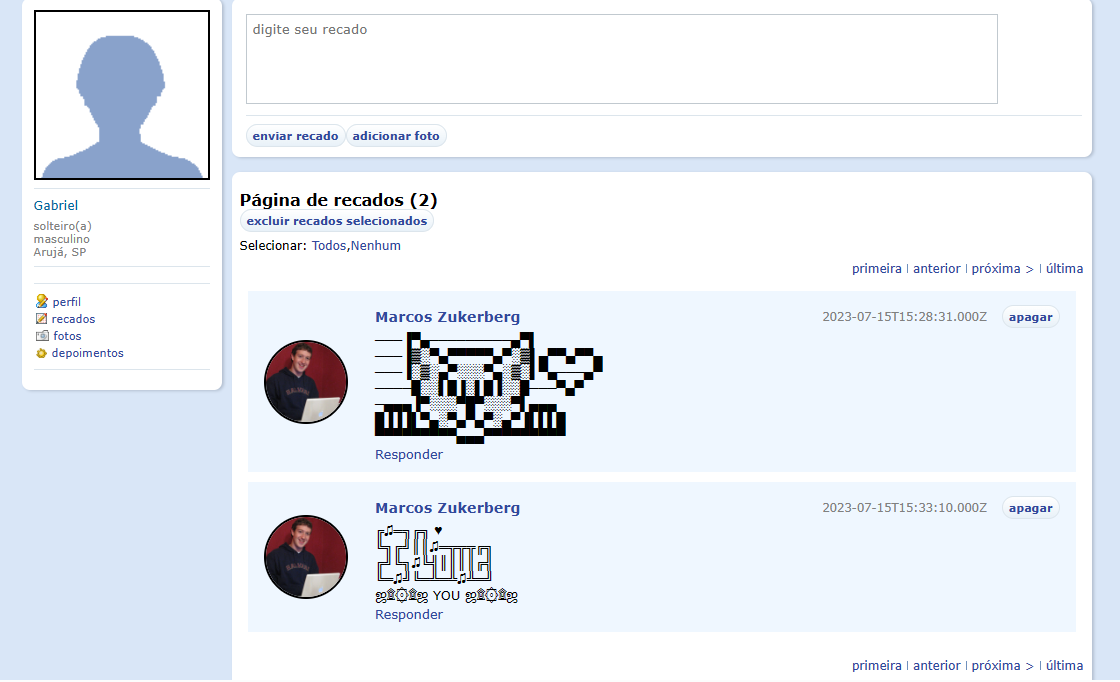 digite seu recado
enviar recado adicionar foto
Gabriel
solteiro(a)
masculino
Arujá, SP
perfil
recados
fotos
depoimentos
Página de recados (2)
excluir recados selecionados
Selecionar: Todos,Nenhum
primeira | anterior | próxima > | última
Marcos Zukerberg 2023-07-15T15:28:31.000Z apagar
Responder
Marcos Zukerberg 2023-07-15T15:33:10.000Z apagar
YOU
Responder
primeira | anterior | próxima > | última